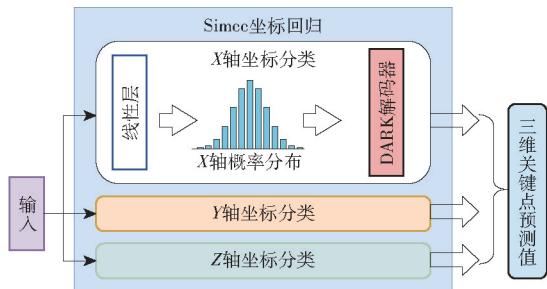 Simcc坐标回归
X轴坐标分类
线性层
DARK解码器
X轴概率分布
输入
Y轴坐标分类
Z轴坐标分类
三维关键点预测值